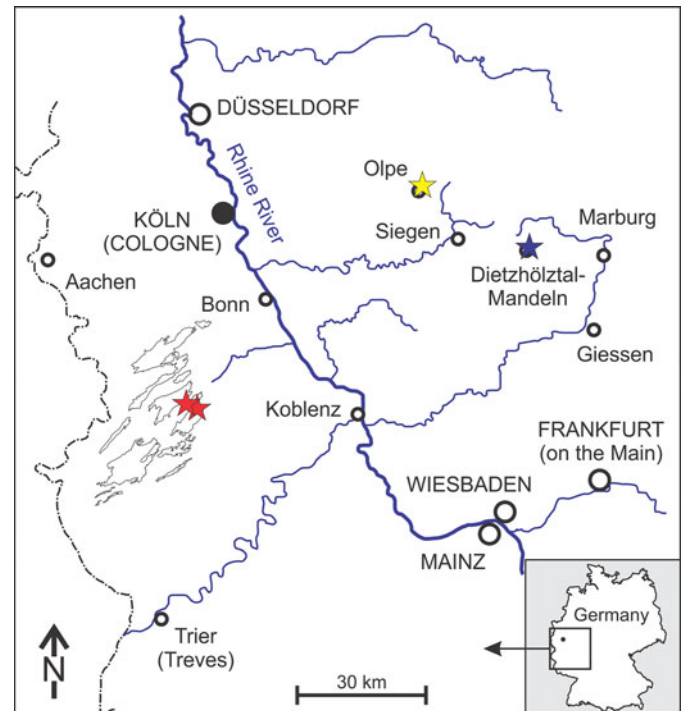 DÜSSELDORF
Rhine River
Olpe
KÖLN
(COLOGNE)
Siegen
Marburg
Aachen
Dietzhölztal-
Mandeln
Bonn
Giessen
Koblenz
FRANKFURT
(on the Main)
WIESBADEN
MAINZ
Germany
Trier
(Treves)
N
30 km